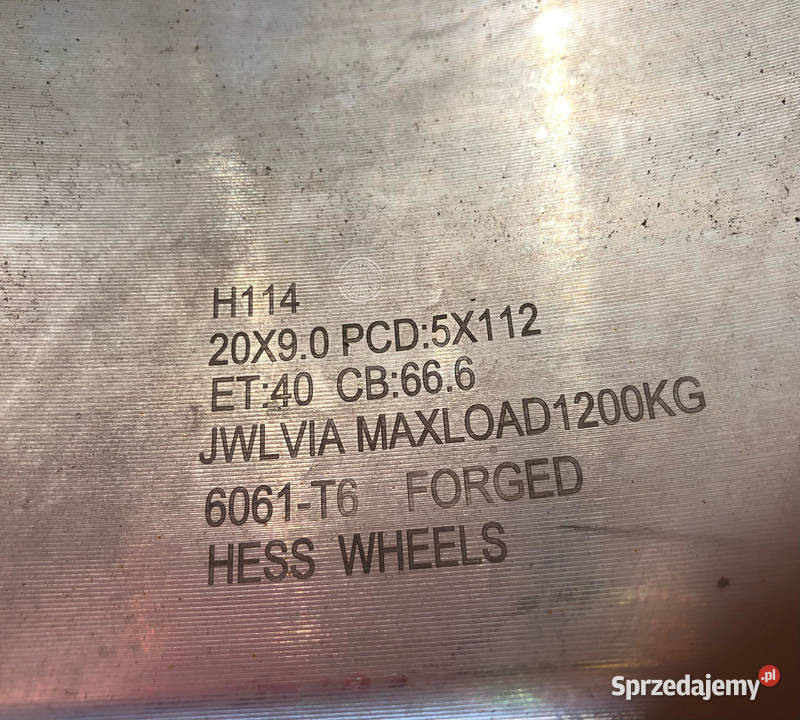 H114
20X9.0 PCD:5X112
ET:40 CB:66.6
JWLVIA MAXLOAD1200KG
6061-T6 FORGED
HESS WHEELS
Sprzedajemy.pl